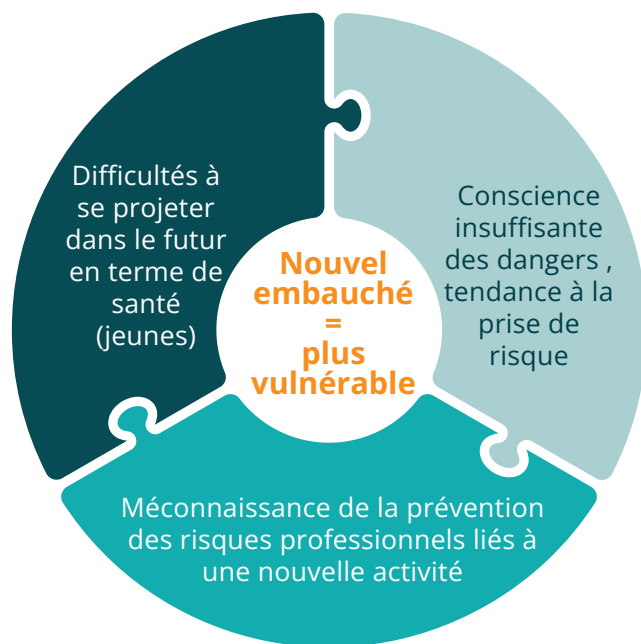 Difficultés à
se projeter
dans le futur
en terme de
santé
(jeunes)
Conscience
insuffisante
des dangers ,
tendance à la
prise de
risque
Nouvel
embauché
=
plus
vulnérable
Méconnaissance de la prévention
des risques professionnels liés à
une nouvelle activité